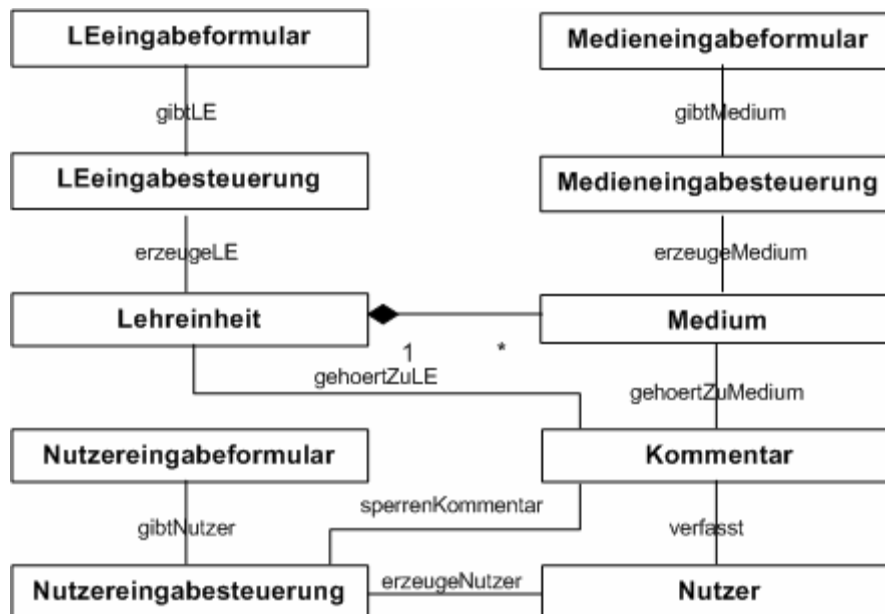 LEeingabeformular
Medieneingabeformular
gibtLE
gibtMedium
LEeingabesteuerung
Medieneingabesteuerung
erzeugeLE
erzeugeMedium
Lehreinheit
Medium
1
*
gehoertZuLE
gehoertZuMedium
Nutzereingabeformular
Kommentar
sperrenKommentar
gibtNutzer
verfasst
Nutzereingabesteuerung
erzeugeNutzer
Nutzer